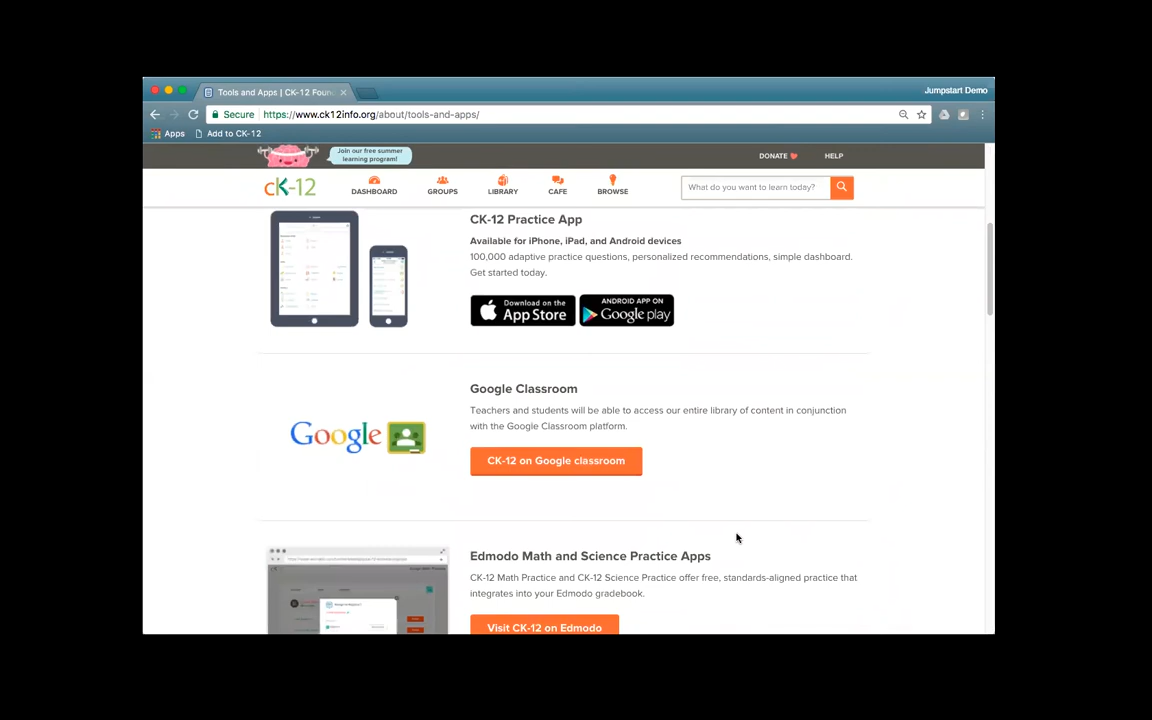 Tools and Apps | CK-12 Foun
Jumpstart Demo
Secure https://www.ck12info.org/about/tools-and-apps/
Apps Add to CK-12
Join our free summer
learning program!
DONATE HELP
cK-12 DASHBOARD GROUPS LIBRARY CAFE BROWSE What do you want to learn today?
CK-12 Practice App
Available for iPhone, iPad, and Android devices
100,000 adaptive practice questions, personalized recommendations, simple dashboard.
Get started today.
Download on the
App Store
ANDROID APP ON
Google play
Google Classroom
Teachers and students will be able to access our entire library of content in conjunction
with the Google Classroom platform.
Google
CK-12 on Google classroom
Edmodo Math and Science Practice Apps
CK-12 Math Practice and CK-12 Science Practice offer free, standards-aligned practice that
integrates into your Edmodo gradebook.
Visit CK-12 on Edmodo